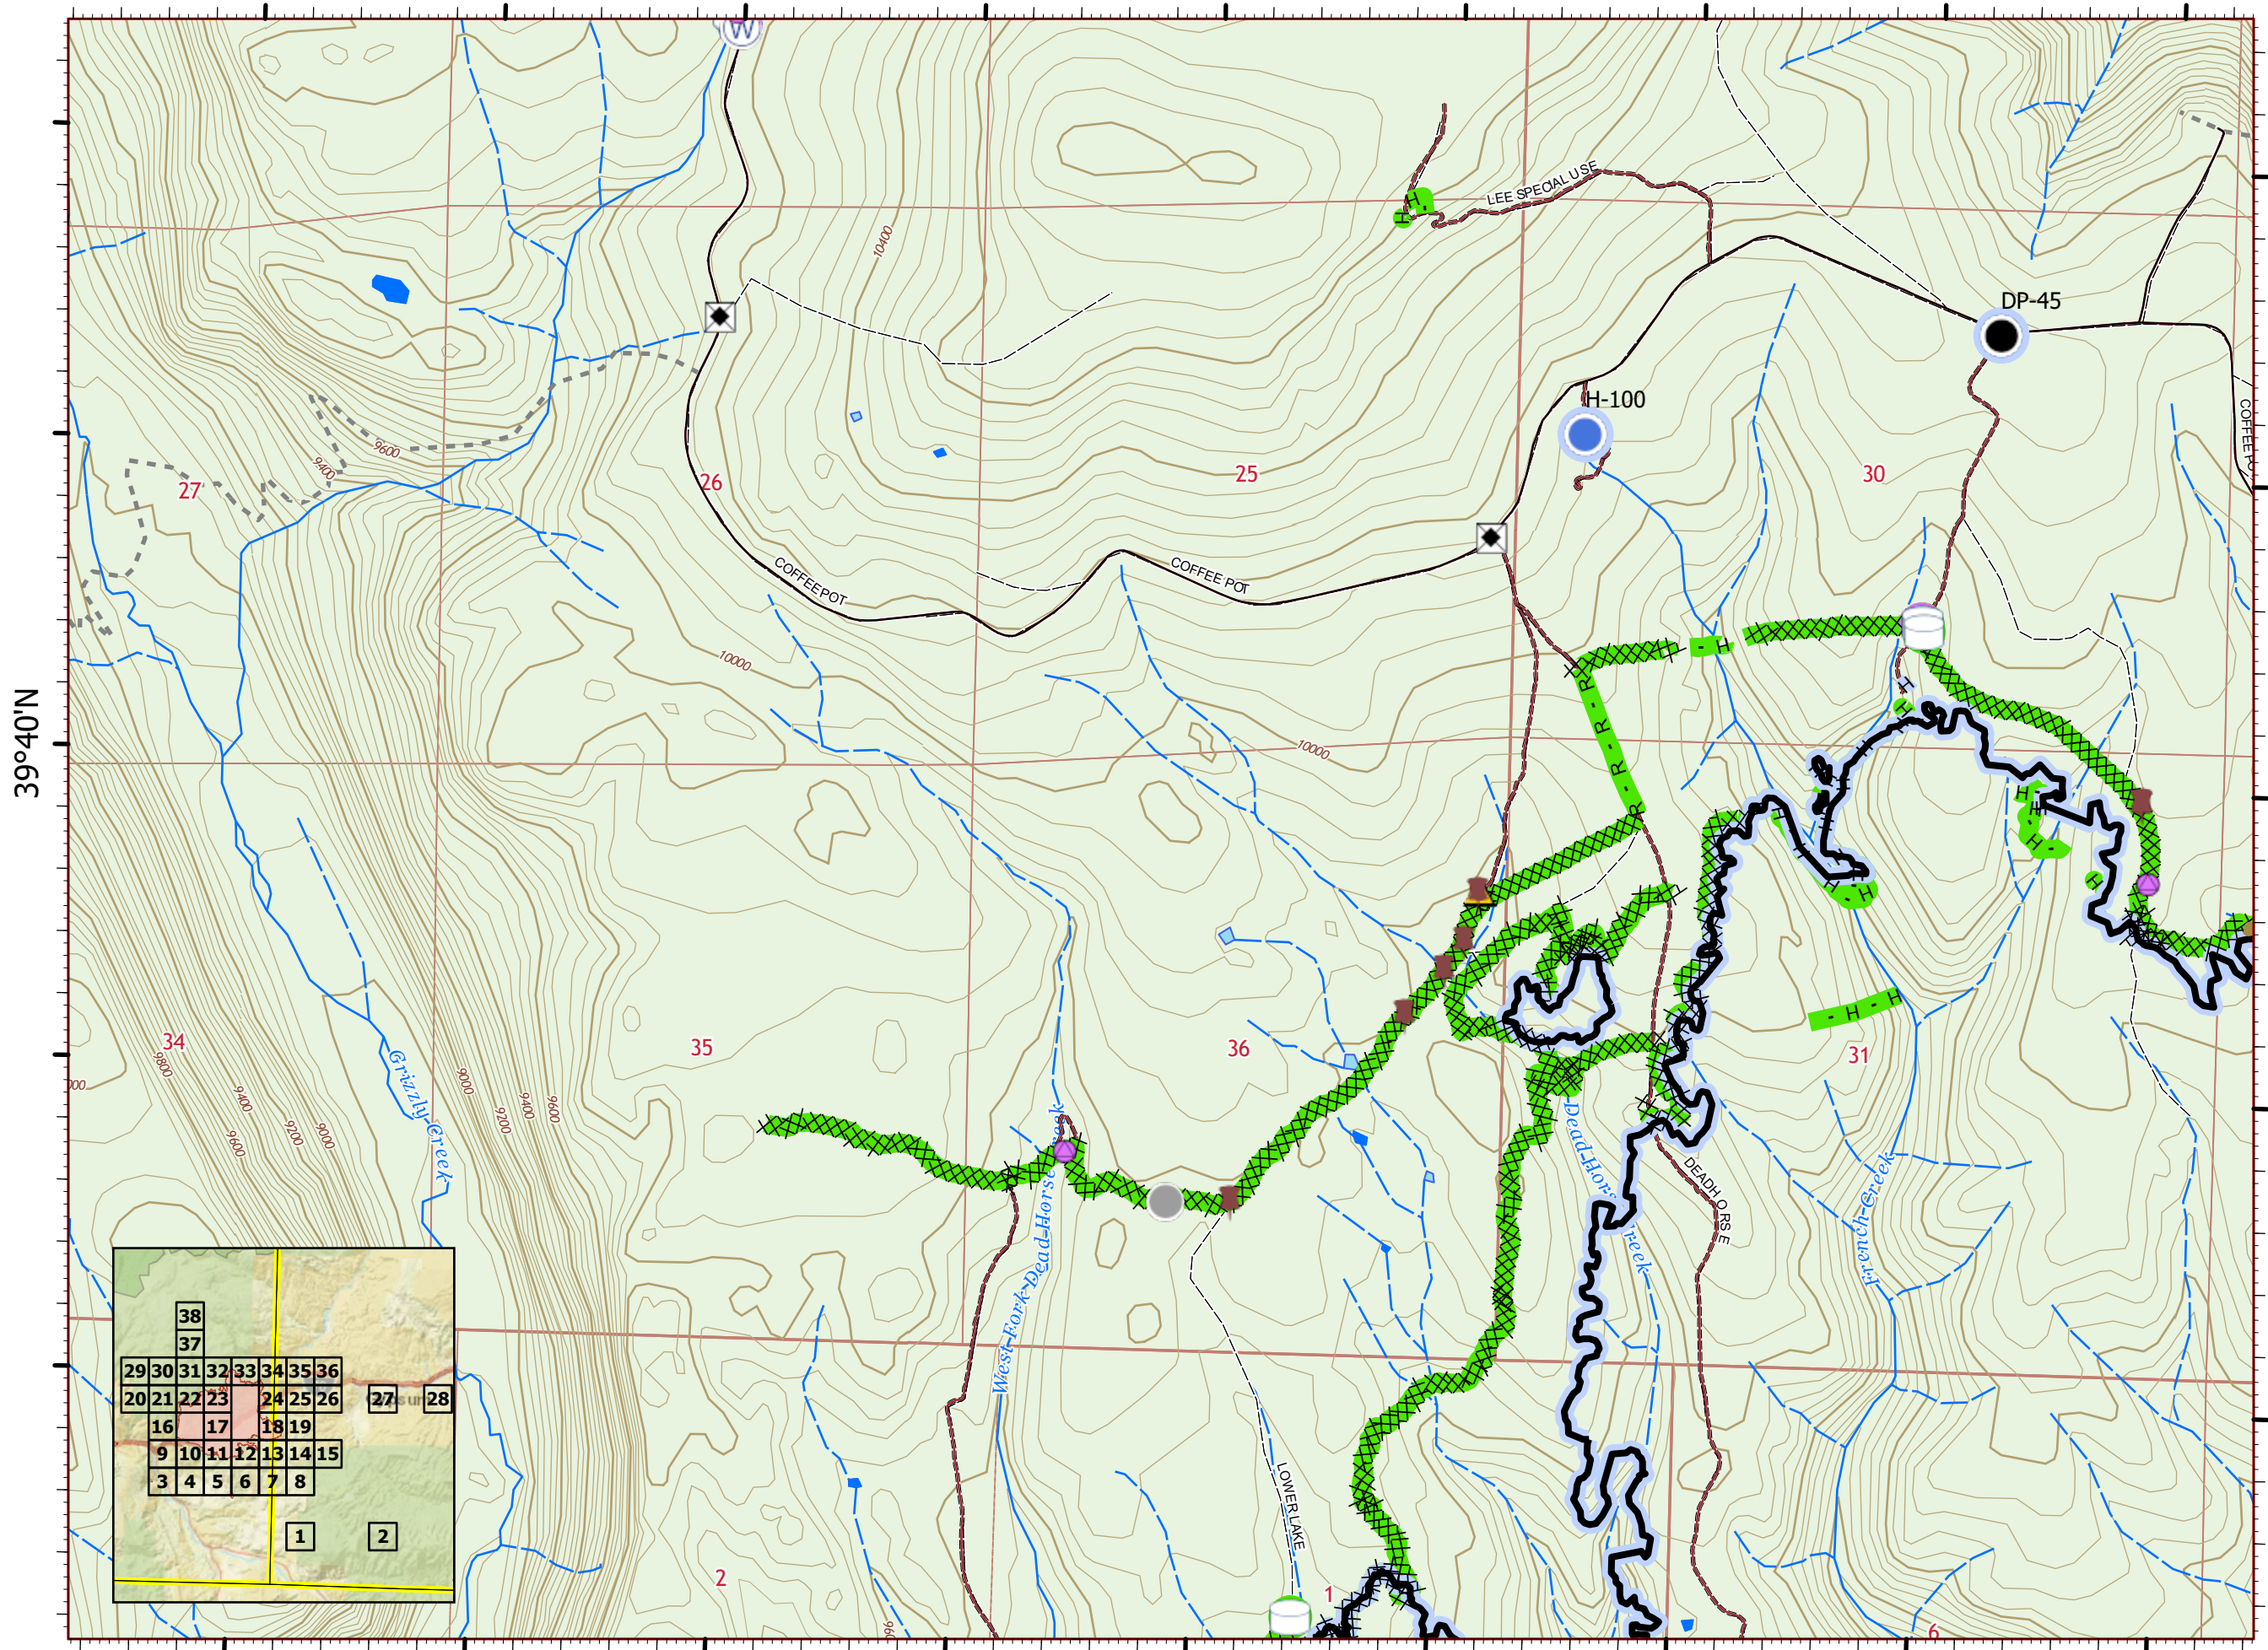 W
10400
LEE SPECIAL USE
H
H
DP-45
H-100
COFFEE PO
9600
9400
27
26
25
30
COFFEEPOT
COFFEE POT
10000
10000
39°40'N
- H
R - R - R - R
H
H
H
H
H
H
H
- H - H
34
35
36
31
9800
9400
9200
9600
9000
9000
9200
9400
9600
000
Grizzly Creek
West Fork Dead Horse Creek
Dead Horse Creek
DEADHORSE
French Creek
LOWER LAKE
2
1
6
960
38
37
29 30 31 32 33 34 35 36
20 21 22 23 24 25 26 27 28
16 17 18 19
9 10 11 12 13 14 15
3 4 5 6 7 8
1 2